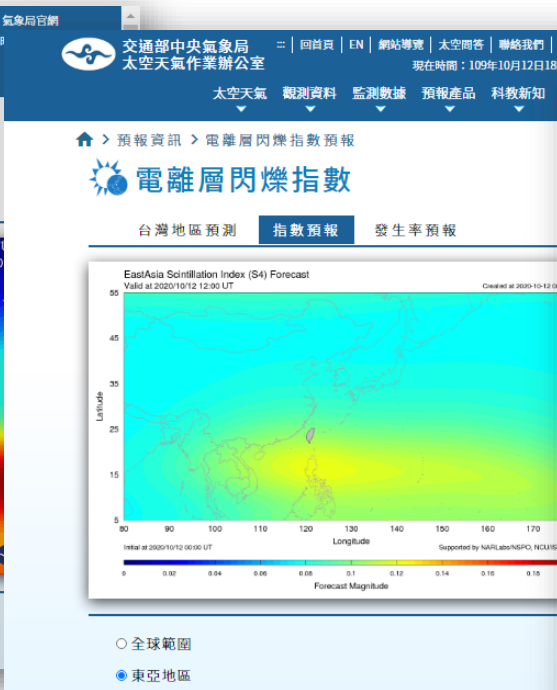 氣象局官網
交通部中央氣象局
太空天氣作業辦公室
::: | 回首頁 | EN | 網站導覽 | 太空問答 | 聯絡我們 |
現在時間：109年10月12日18
太空天氣 觀測資料 監測數據 預報產品 科教新知
> 預報資訊 > 電離層閃爍指數預報
電離層閃爍指數
台灣地區預測 指數預報 發生率預報
EastAsia Scintillation Index (S4) Forecast
Valid at 2020/10/12 12:00 UT
Created at 2020-10-12 0
55
45
35
25
15
5
Latitude
80 90 100 110 120 130 140 150 160 170
Longitude
Initial at 2020/10/12 00:00 UT
Supported by NARLabs/NSPO, NCU/IS
0 0.02 0.04 0.06 0.08 0.1 0.12 0.14 0.16 0.18
Forecast Magnitude
全球範圍
東亞地區